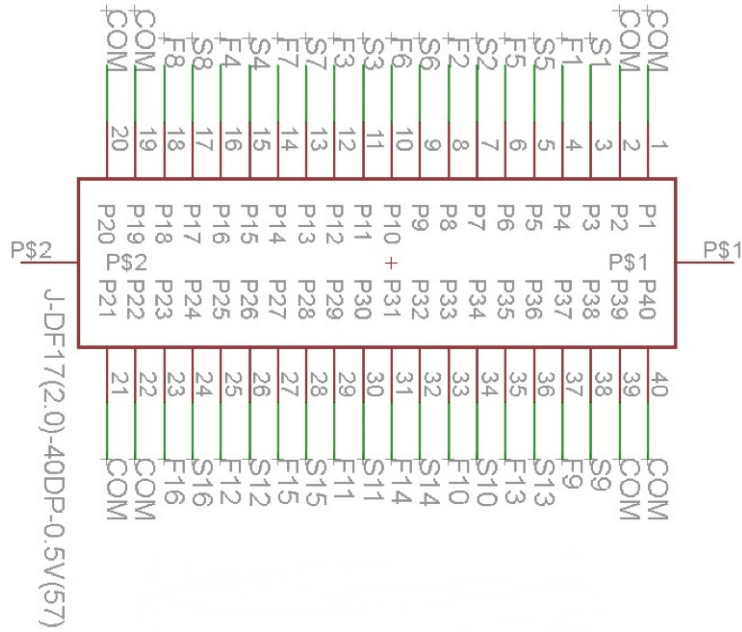 COM COM F8 S8 F4 S4 F7 S7 F3 S3 F6 S6 F2 S2 F5 S5 F1 S1 COM COM
20 19 18 17 16 15 14 13 12 11 10 9 8 7 6 5 4 3 2 1
P20 P19 P18 P17 P16 P15 P14 P13 P12 P11 P10 P9 P8 P7 P6 P5 P4 P3 P2 P1
P$2 P$2 P$1 P$1
P21 P22 P23 P24 P25 P26 P27 P28 P29 P30 P31 P32 P33 P34 P35 P36 P37 P38 P39 P40
21 22 23 24 25 26 27 28 29 30 31 32 33 34 35 36 37 38 39 40
COM COM F16 S16 F12 S12 F15 S15 F11 S11 F14 S14 F10 S10 F13 S13 F9 S9 COM COM
J-DF17(2.0)-40DP-0.5V(57)